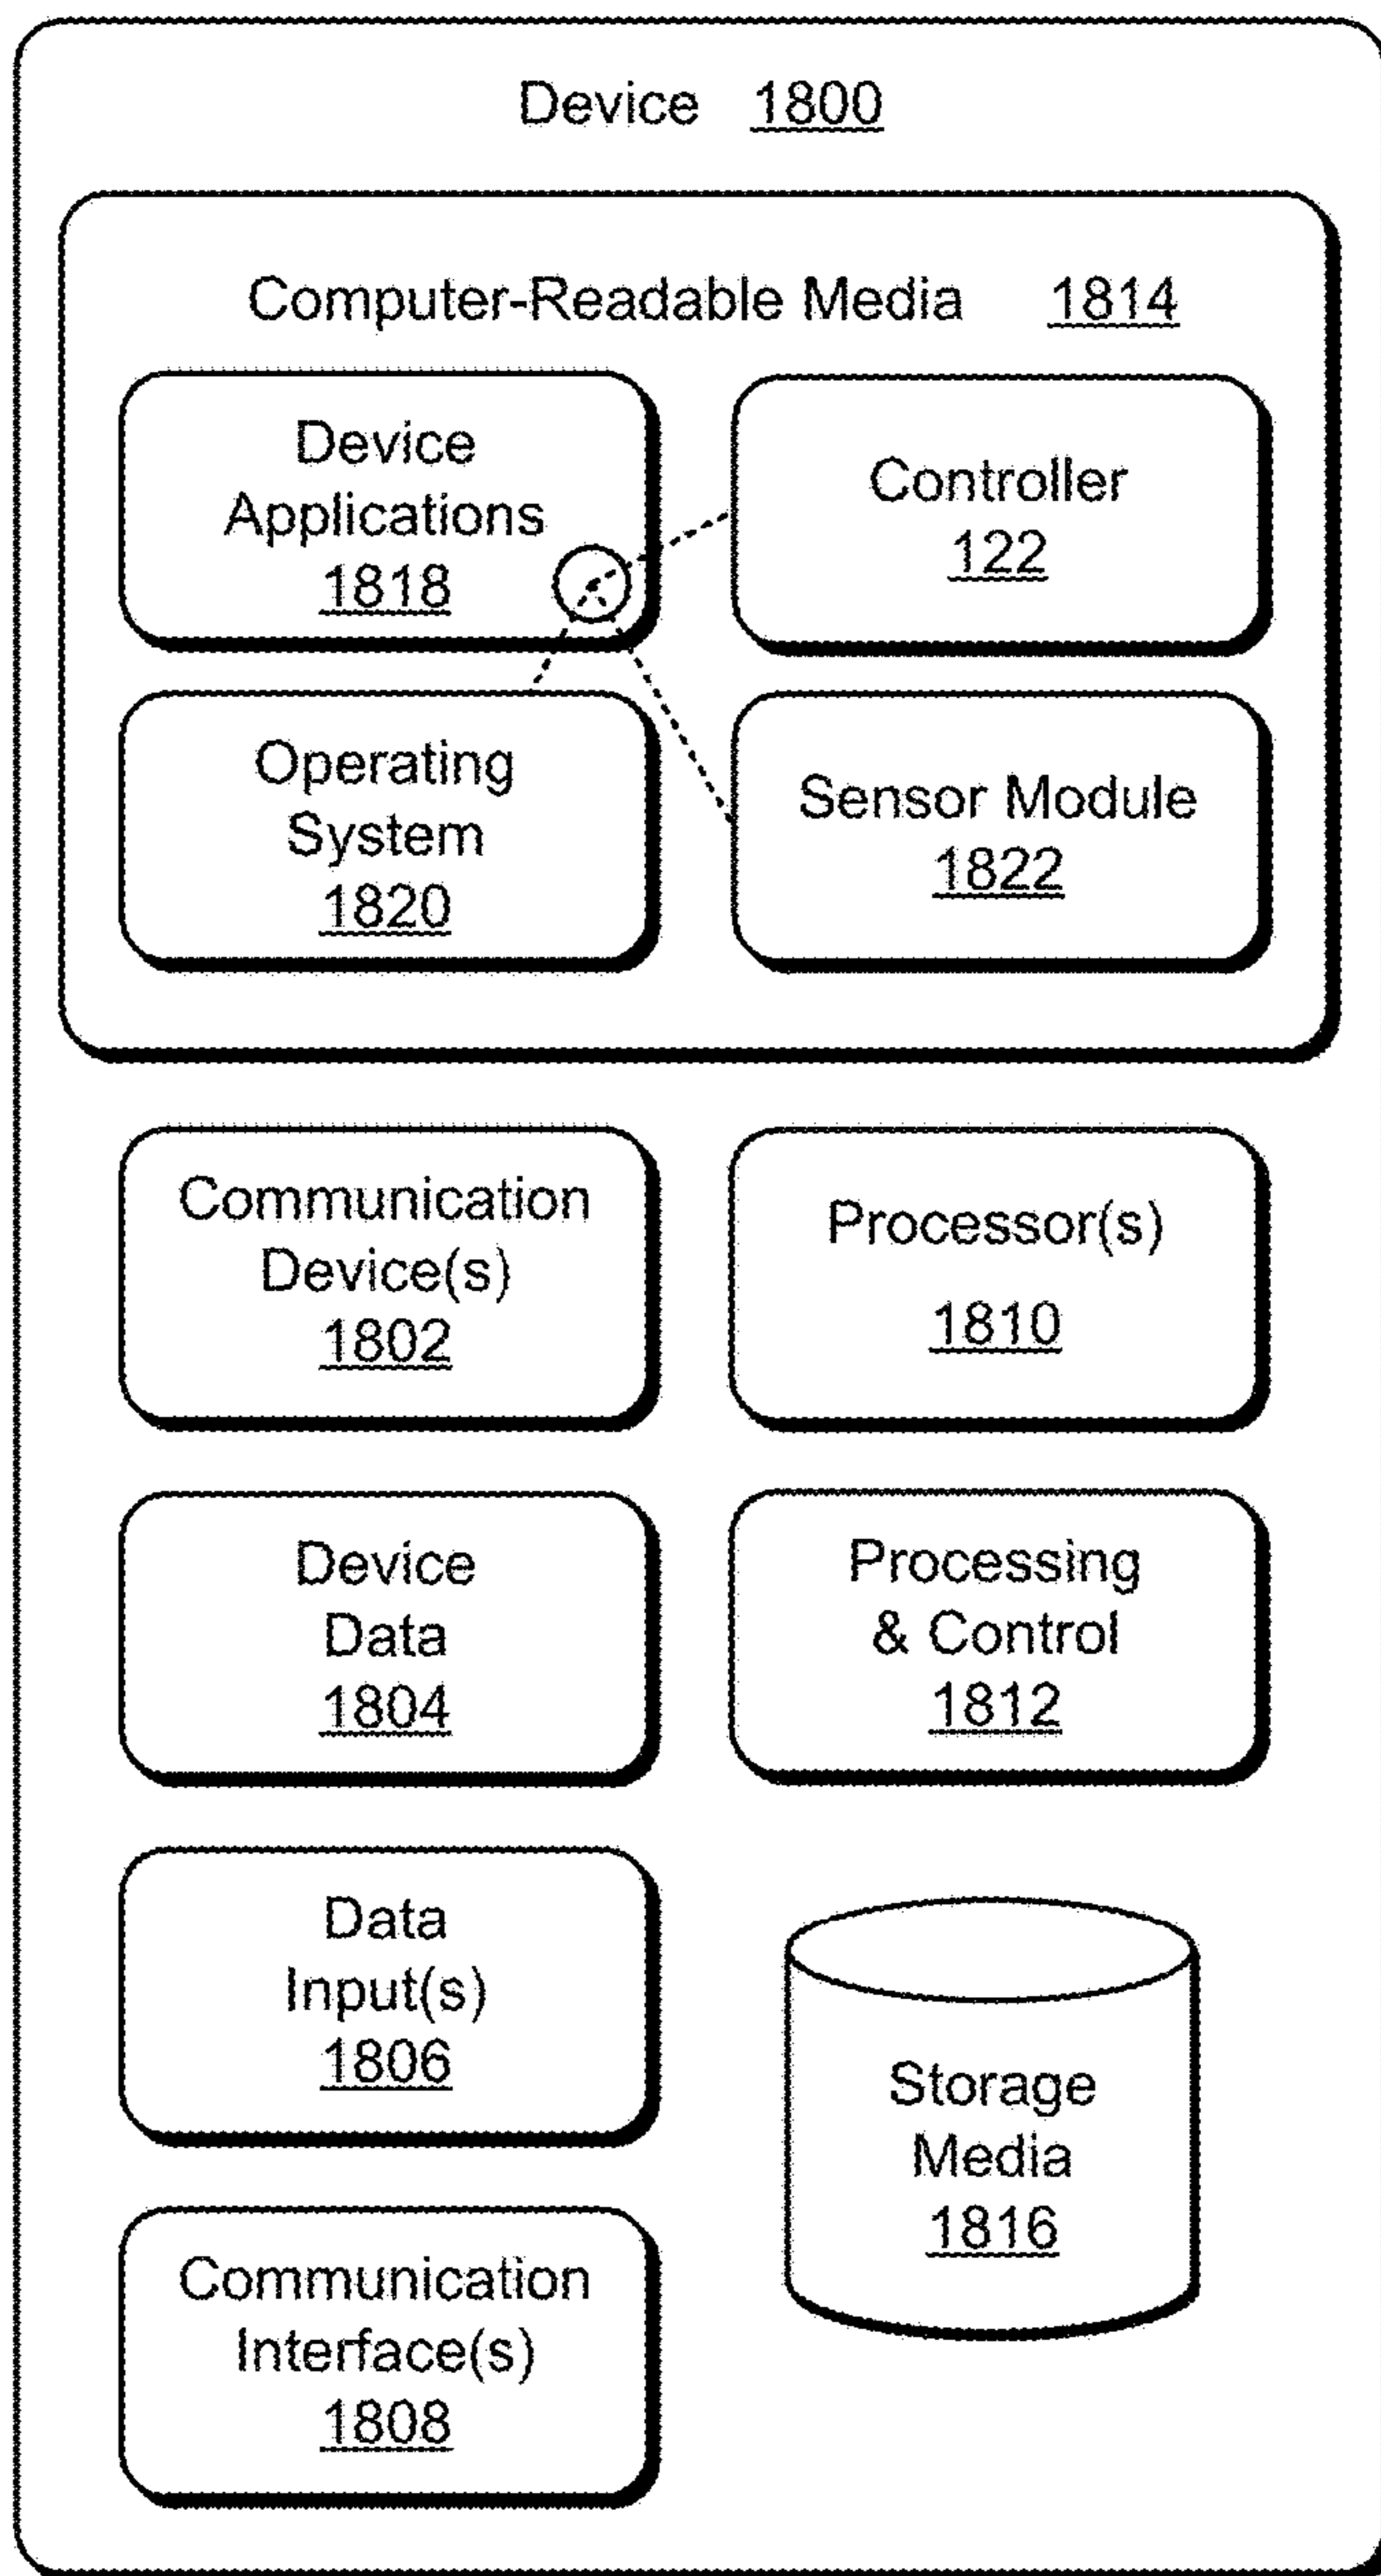 Device 1800
Computer-Readable Media 1814
Device
Applications
1818
Controller
122
Operating
System
1820
Sensor Module
1822
Communication
Device(s)
1802
Processor(s)
1810
Device
Data
1804
Processing
& Control
1812
Data
Input(s)
1806
Storage
Media
1816
Communication
Interface(s)
1808